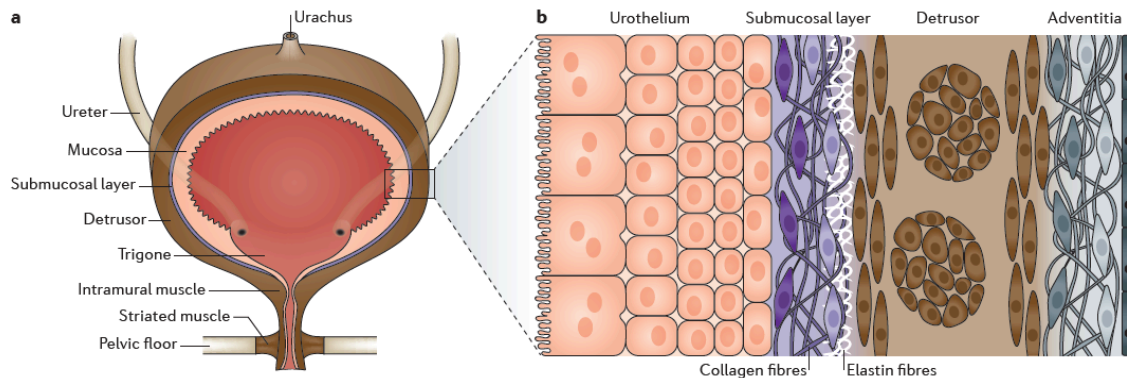 a
Urachus
Ureter
Mucosa
Submucosal layer
Detrusor
Trigone
Intramural muscle
Striated muscle
Pelvic floor
b
Urothelium
Submucosal layer
Detrusor
Adventitia
Collagen fibres
Elastin fibres